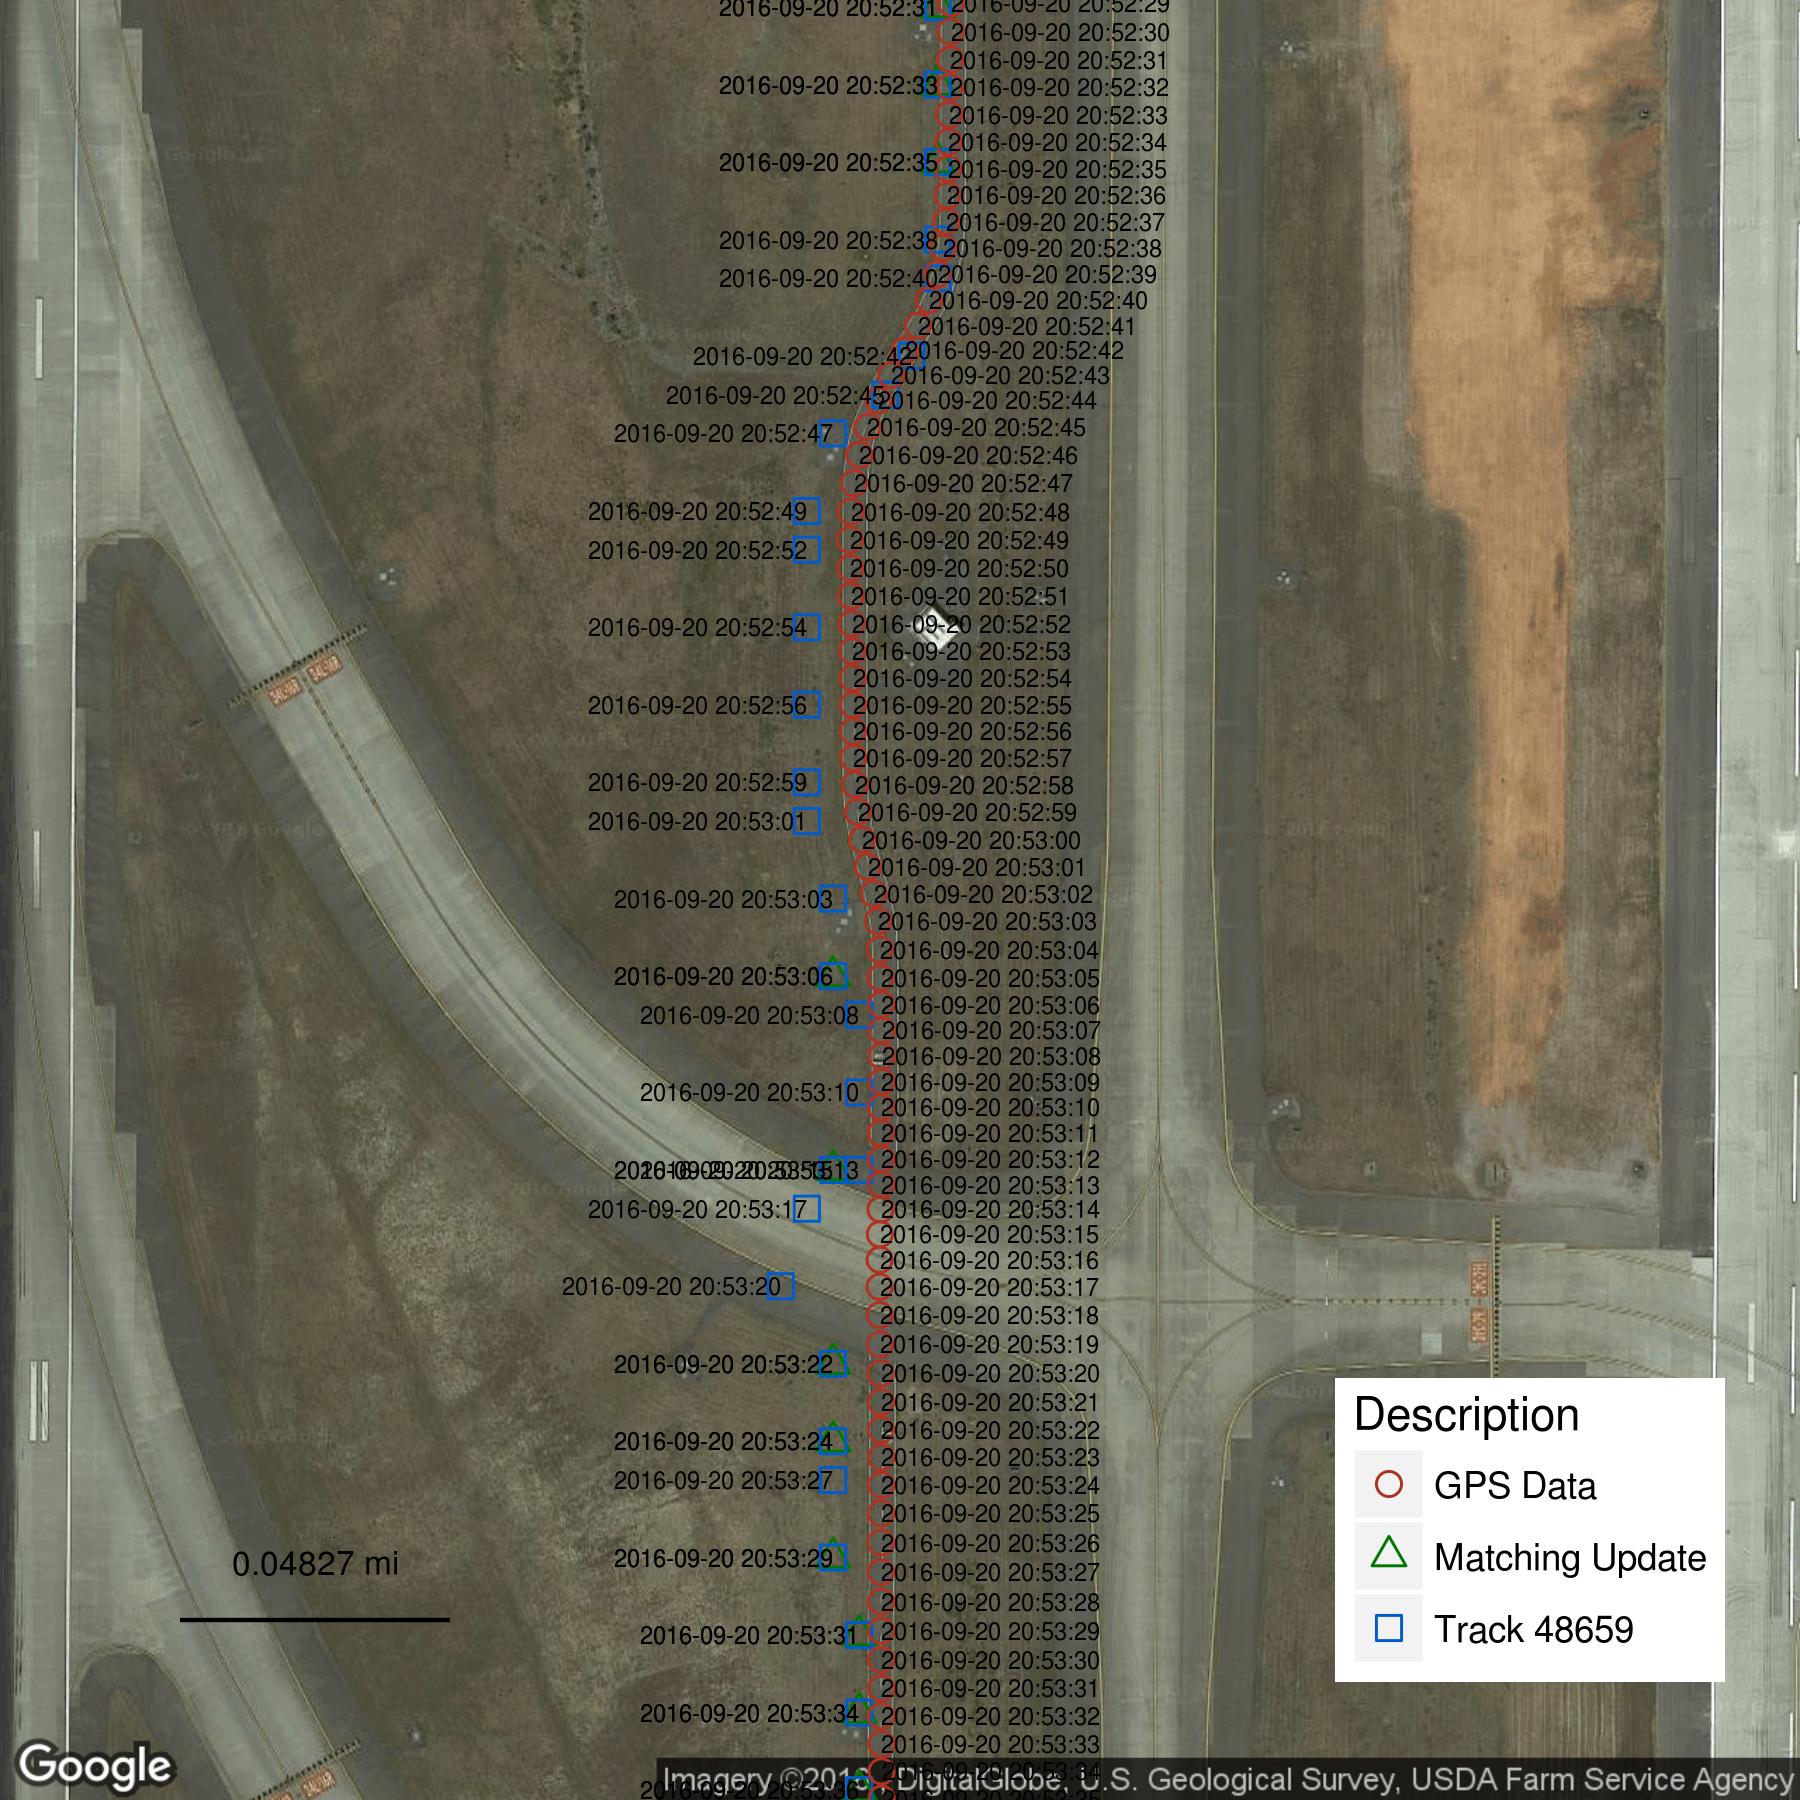 2016-09-20 20:52:31 2016-09-20 20:52:29
2016-09-20 20:52:30
2016-09-20 20:52:31
2016-09-20 20:52:33 2016-09-20 20:52:32
2016-09-20 20:52:33
2016-09-20 20:52:34
2016-09-20 20:52:35 2016-09-20 20:52:35
2016-09-20 20:52:36
2016-09-20 20:52:37
2016-09-20 20:52:38 2016-09-20 20:52:38
2016-09-20 20:52:40 2016-09-20 20:52:39
2016-09-20 20:52:40
2016-09-20 20:52:41
2016-09-20 20:52:42 2016-09-20 20:52:42
2016-09-20 20:52:43
2016-09-20 20:52:45 2016-09-20 20:52:44
2016-09-20 20:52:47 2016-09-20 20:52:45
2016-09-20 20:52:46
2016-09-20 20:52:47
2016-09-20 20:52:49 2016-09-20 20:52:48
2016-09-20 20:52:52 2016-09-20 20:52:49
2016-09-20 20:52:50
2016-09-20 20:52:51
2016-09-20 20:52:54 2016-09-20 20:52:52
2016-09-20 20:52:53
2016-09-20 20:52:54
2016-09-20 20:52:56 2016-09-20 20:52:55
2016-09-20 20:52:56
2016-09-20 20:52:57
2016-09-20 20:52:59 2016-09-20 20:52:58
2016-09-20 20:53:01 2016-09-20 20:52:59
2016-09-20 20:53:00
2016-09-20 20:53:01
2016-09-20 20:53:03 2016-09-20 20:53:02
2016-09-20 20:53:03
2016-09-20 20:53:04
2016-09-20 20:53:06 2016-09-20 20:53:05
2016-09-20 20:53:08 2016-09-20 20:53:06
2016-09-20 20:53:07
2016-09-20 20:53:08
2016-09-20 20:53:10 2016-09-20 20:53:09
2016-09-20 20:53:10
2016-09-20 20:53:11
2016-09-20 20:53:12
2016-09-20 20:53:13
2016-09-20 20:53:17 2016-09-20 20:53:14
2016-09-20 20:53:15
2016-09-20 20:53:16
2016-09-20 20:53:20 2016-09-20 20:53:17
2016-09-20 20:53:18
2016-09-20 20:53:19
2016-09-20 20:53:22 2016-09-20 20:53:20
2016-09-20 20:53:21
2016-09-20 20:53:24 2016-09-20 20:53:22
2016-09-20 20:53:23
2016-09-20 20:53:27 2016-09-20 20:53:24
2016-09-20 20:53:25
2016-09-20 20:53:29 2016-09-20 20:53:26
2016-09-20 20:53:27
2016-09-20 20:53:28
2016-09-20 20:53:31 2016-09-20 20:53:29
2016-09-20 20:53:30
2016-09-20 20:53:31
2016-09-20 20:53:34 2016-09-20 20:53:32
2016-09-20 20:53:33
2016-09-20 20:53:34
2016-09-20 20:53:36
Description
GPS Data
Matching Update
Track 48659
0.04827 mi
Google
Imagery DigitalGlobe, U.S. Geological Survey, USDA Farm Service Agency